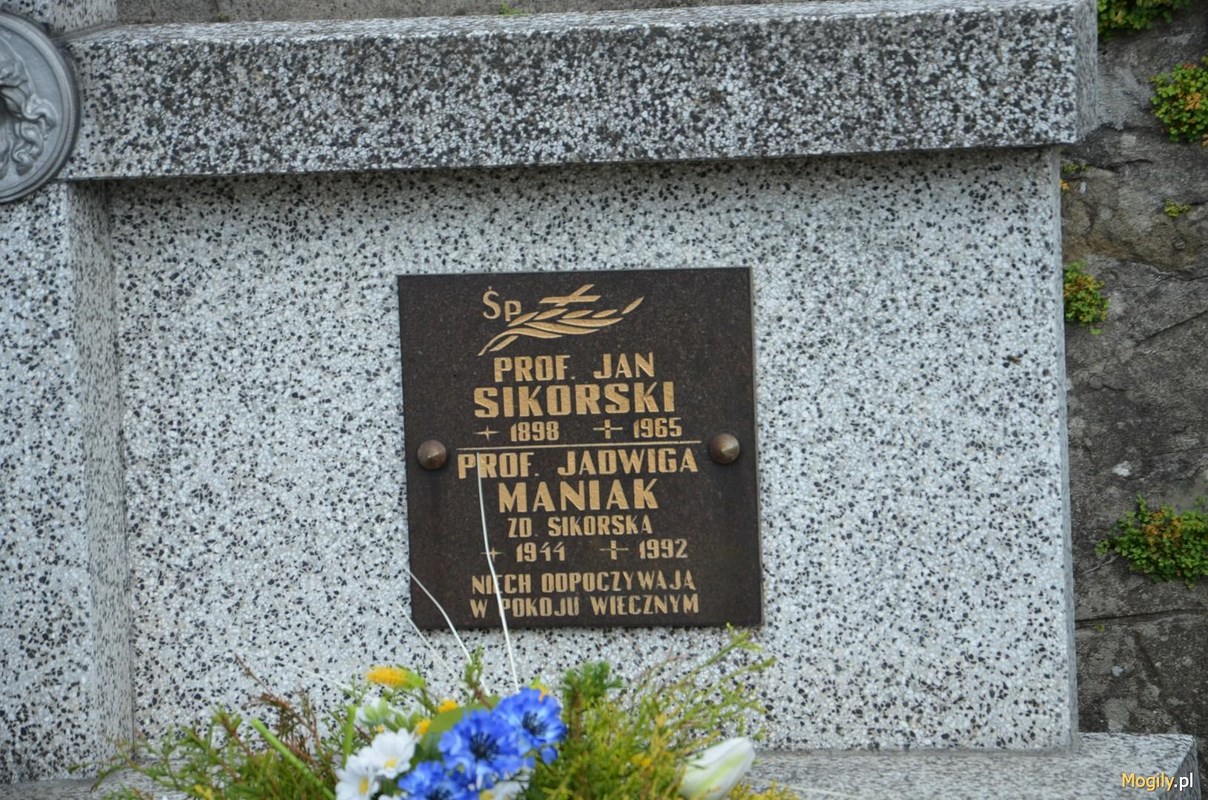 ŚP
PROF. JAN
SIKORSKI
1898 1965
PROF. JADWIGA
MANIAK
ZD. SIKORSKA
1944 1992
NIECH ODPOCZYWAJĄ
W POKOJU WIECZNYM
Mogily.pl